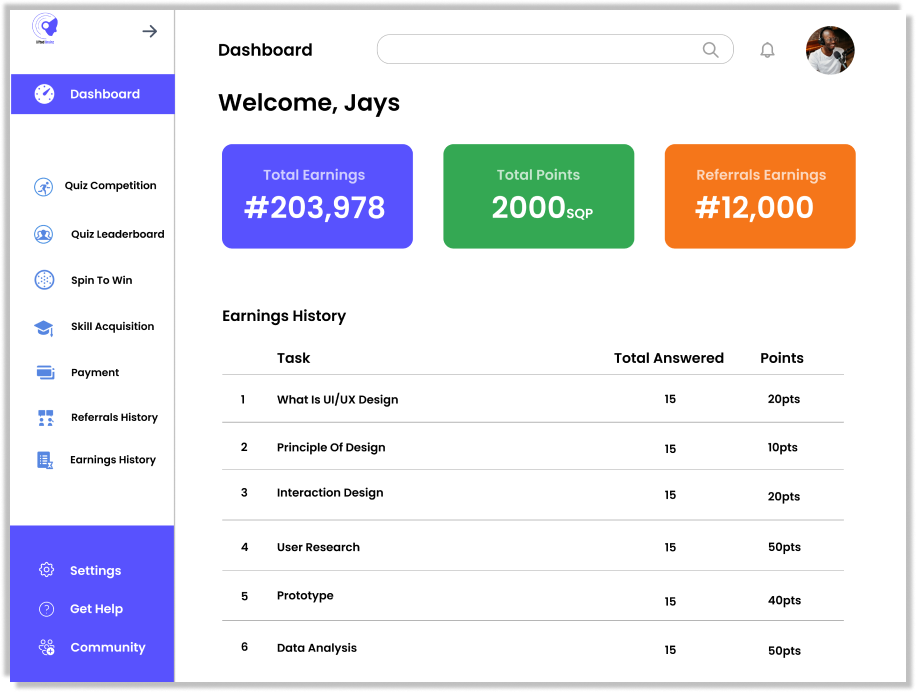 Dashboard
Welcome, Jays
Dashboard
Quiz Competition
Quiz Leaderboard
Spin To Win
Skill Acquisition
Payment
Referrals History
Earnings History
Settings
Get Help
Community
Total Earnings
#203,978
Total Points
2000SQP
Referrals Earnings
#12,000
Earnings History
Task Total Answered Points
1 What Is UI/UX Design 15 20pts
2 Principle Of Design 15 10pts
3 Interaction Design 15 20pts
4 User Research 15 50pts
5 Prototype 15 40pts
6 Data Analysis 15 50pts